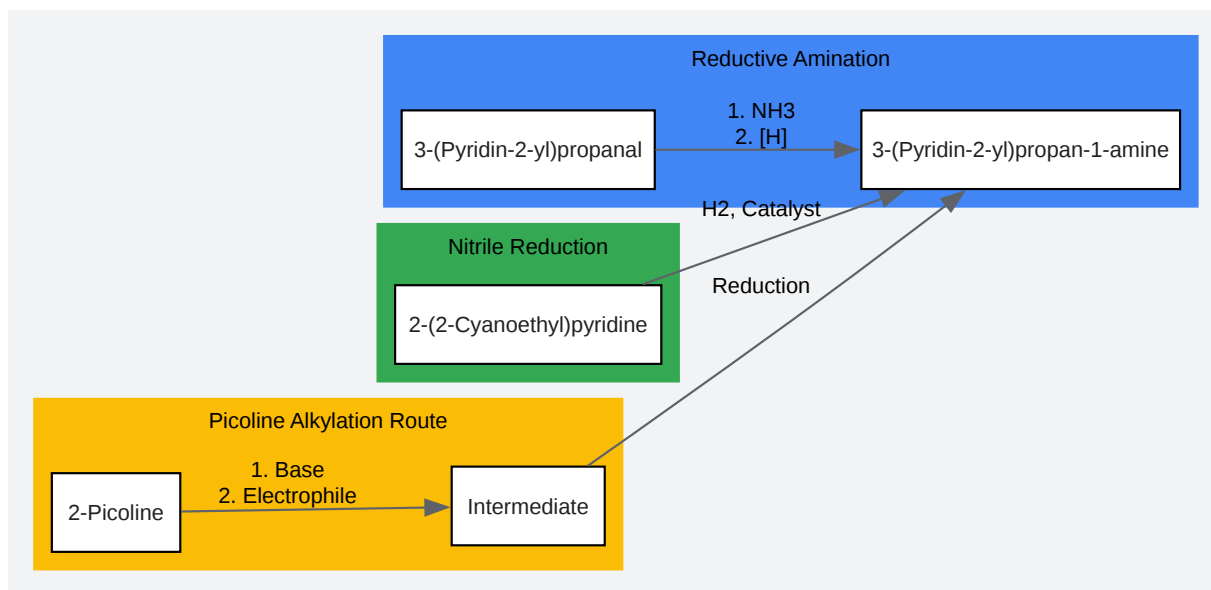 Reductive Amination
1. NH3
2. [H]
3-(Pyridin-2-yl)propanal
3-(Pyridin-2-yl)propan-1-amine
H2, Catalyst
Nitrile Reduction
Reduction
2-(2-Cyanoethyl)pyridine
Picoline Alkylation Route
1. Base
2. Electrophile
2-Picoline
Intermediate